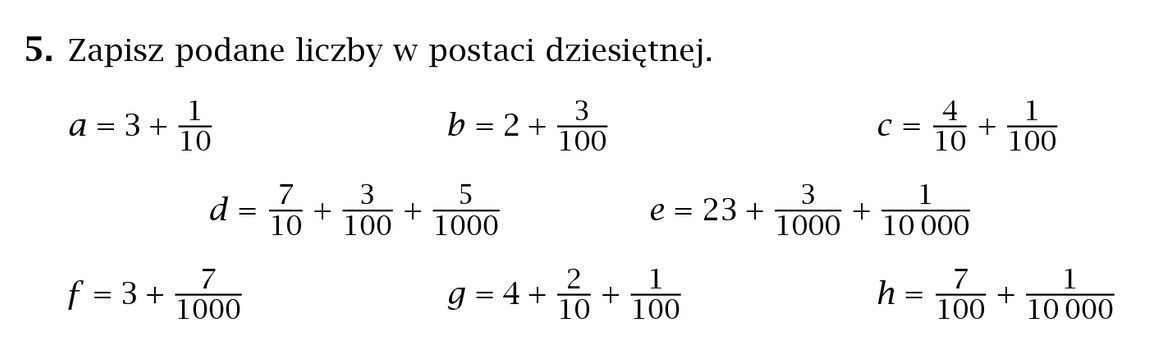 5. Zapisz podane liczby w postaci dziesiętnej.
a = 3 + 1/10 b = 2 + 3/100 c = 4/10 + 1/100
d = 7/10 + 3/100 + 5/1000 e = 23 + 3/1000 + 1/10 000
f = 3 + 7/1000 g = 4 + 2/10 + 1/100 h = 7/100 + 1/10 000